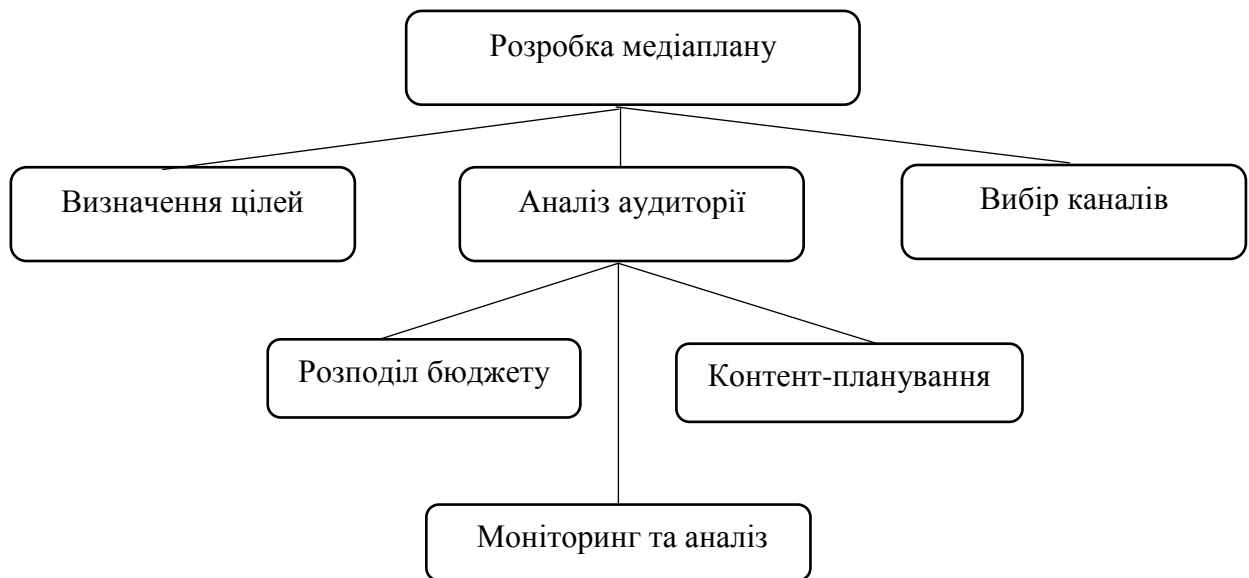 Розробка медіаплану
Визначення цілей
Аналіз аудиторії
Вибір каналів
Розподіл бюджету
Контент-планування
Моніторинг та аналіз